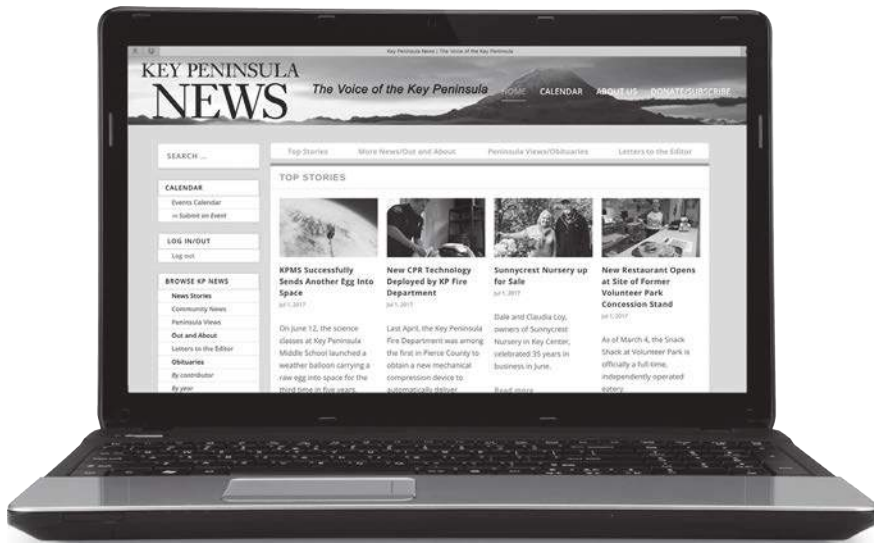 Key Peninsula News | The Voice of the Key Peninsula
KEY PENINSULA
NEWS
The Voice of the Key Peninsula
HOME CALENDAR ABOUT US DONATE/SUBSCRIBE
SEARCH ...
Top Stories More News/Out and About Peninsula Views/Obituaries Letters to the Editor
TOP STORIES
CALENDAR
Events Calendar
Submit an Event
LOG IN/OUT
Log out
BROWSE KP NEWS
News Stories
Community News
Peninsula Views
Out and About
Letters to the Editor
Obituaries
By contributor
By year
KPMS Successfully
Sends Another Egg Into
Space
Jul 1, 2017
On June 12, the science
classes at Key Peninsula
Middle School launched a
weather balloon carrying a
raw egg into space for the
third time in five years.
New CPR Technology
Deployed by KP Fire
Department
Jul 1, 2017
Last April, the Key Peninsula
Fire Department was among
the first in Pierce County to
obtain a new mechanical
compression device to
automatically deliver
Sunnycrest Nursery up
for Sale
Jul 1, 2017
Dale and Claudia Loy,
owners of Sunnycrest
Nursery in Key Center,
celebrated 35 years in
business in June.
Read more
New Restaurant Opens
at Site of Former
Volunteer Park
Concession Stand
Jul 1, 2017
As of March 4, the Snack
Shack at Volunteer Park is
officially a full-time,
independently operated
eatery.